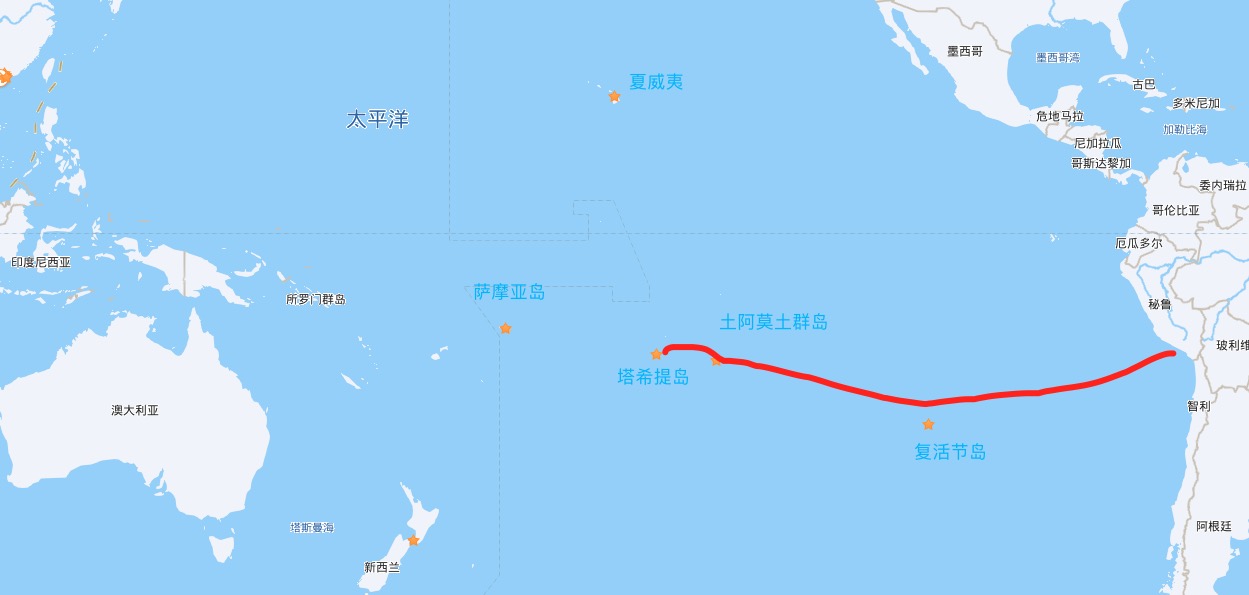 墨西哥
墨西哥湾
夏威夷
古巴
多米尼加
太平洋
危地马拉
加勒比海
尼加拉瓜
哥斯达黎加
委内瑞拉
哥伦比亚
厄瓜多尔
印度尼西亚
萨摩亚岛
所罗门群岛
秘鲁
土阿莫土群岛
玻利维
塔希提岛
澳大利亚
智利
复活节岛
塔斯曼海
阿根廷
新西兰